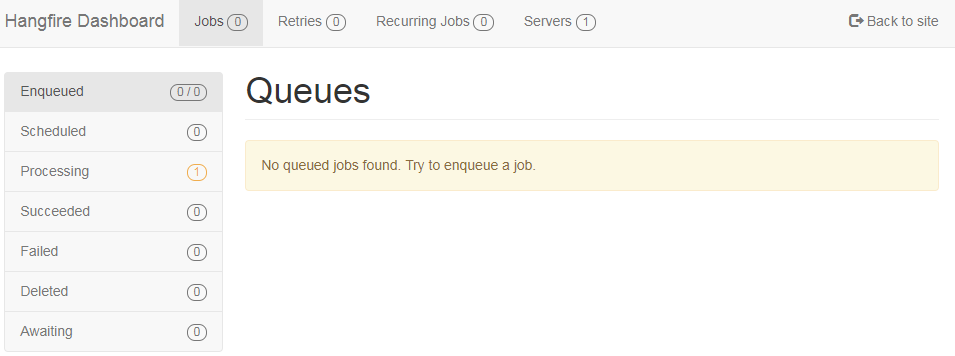 Hangfire Dashboard Jobs 0 Retries 0 Recurring Jobs 0 Servers 1 Back to site
Enqueued 0 / 0
Scheduled 0
Processing 1
Succeeded 0
Failed 0
Deleted 0
Awaiting 0
Queues
No queued jobs found. Try to enqueue a job.